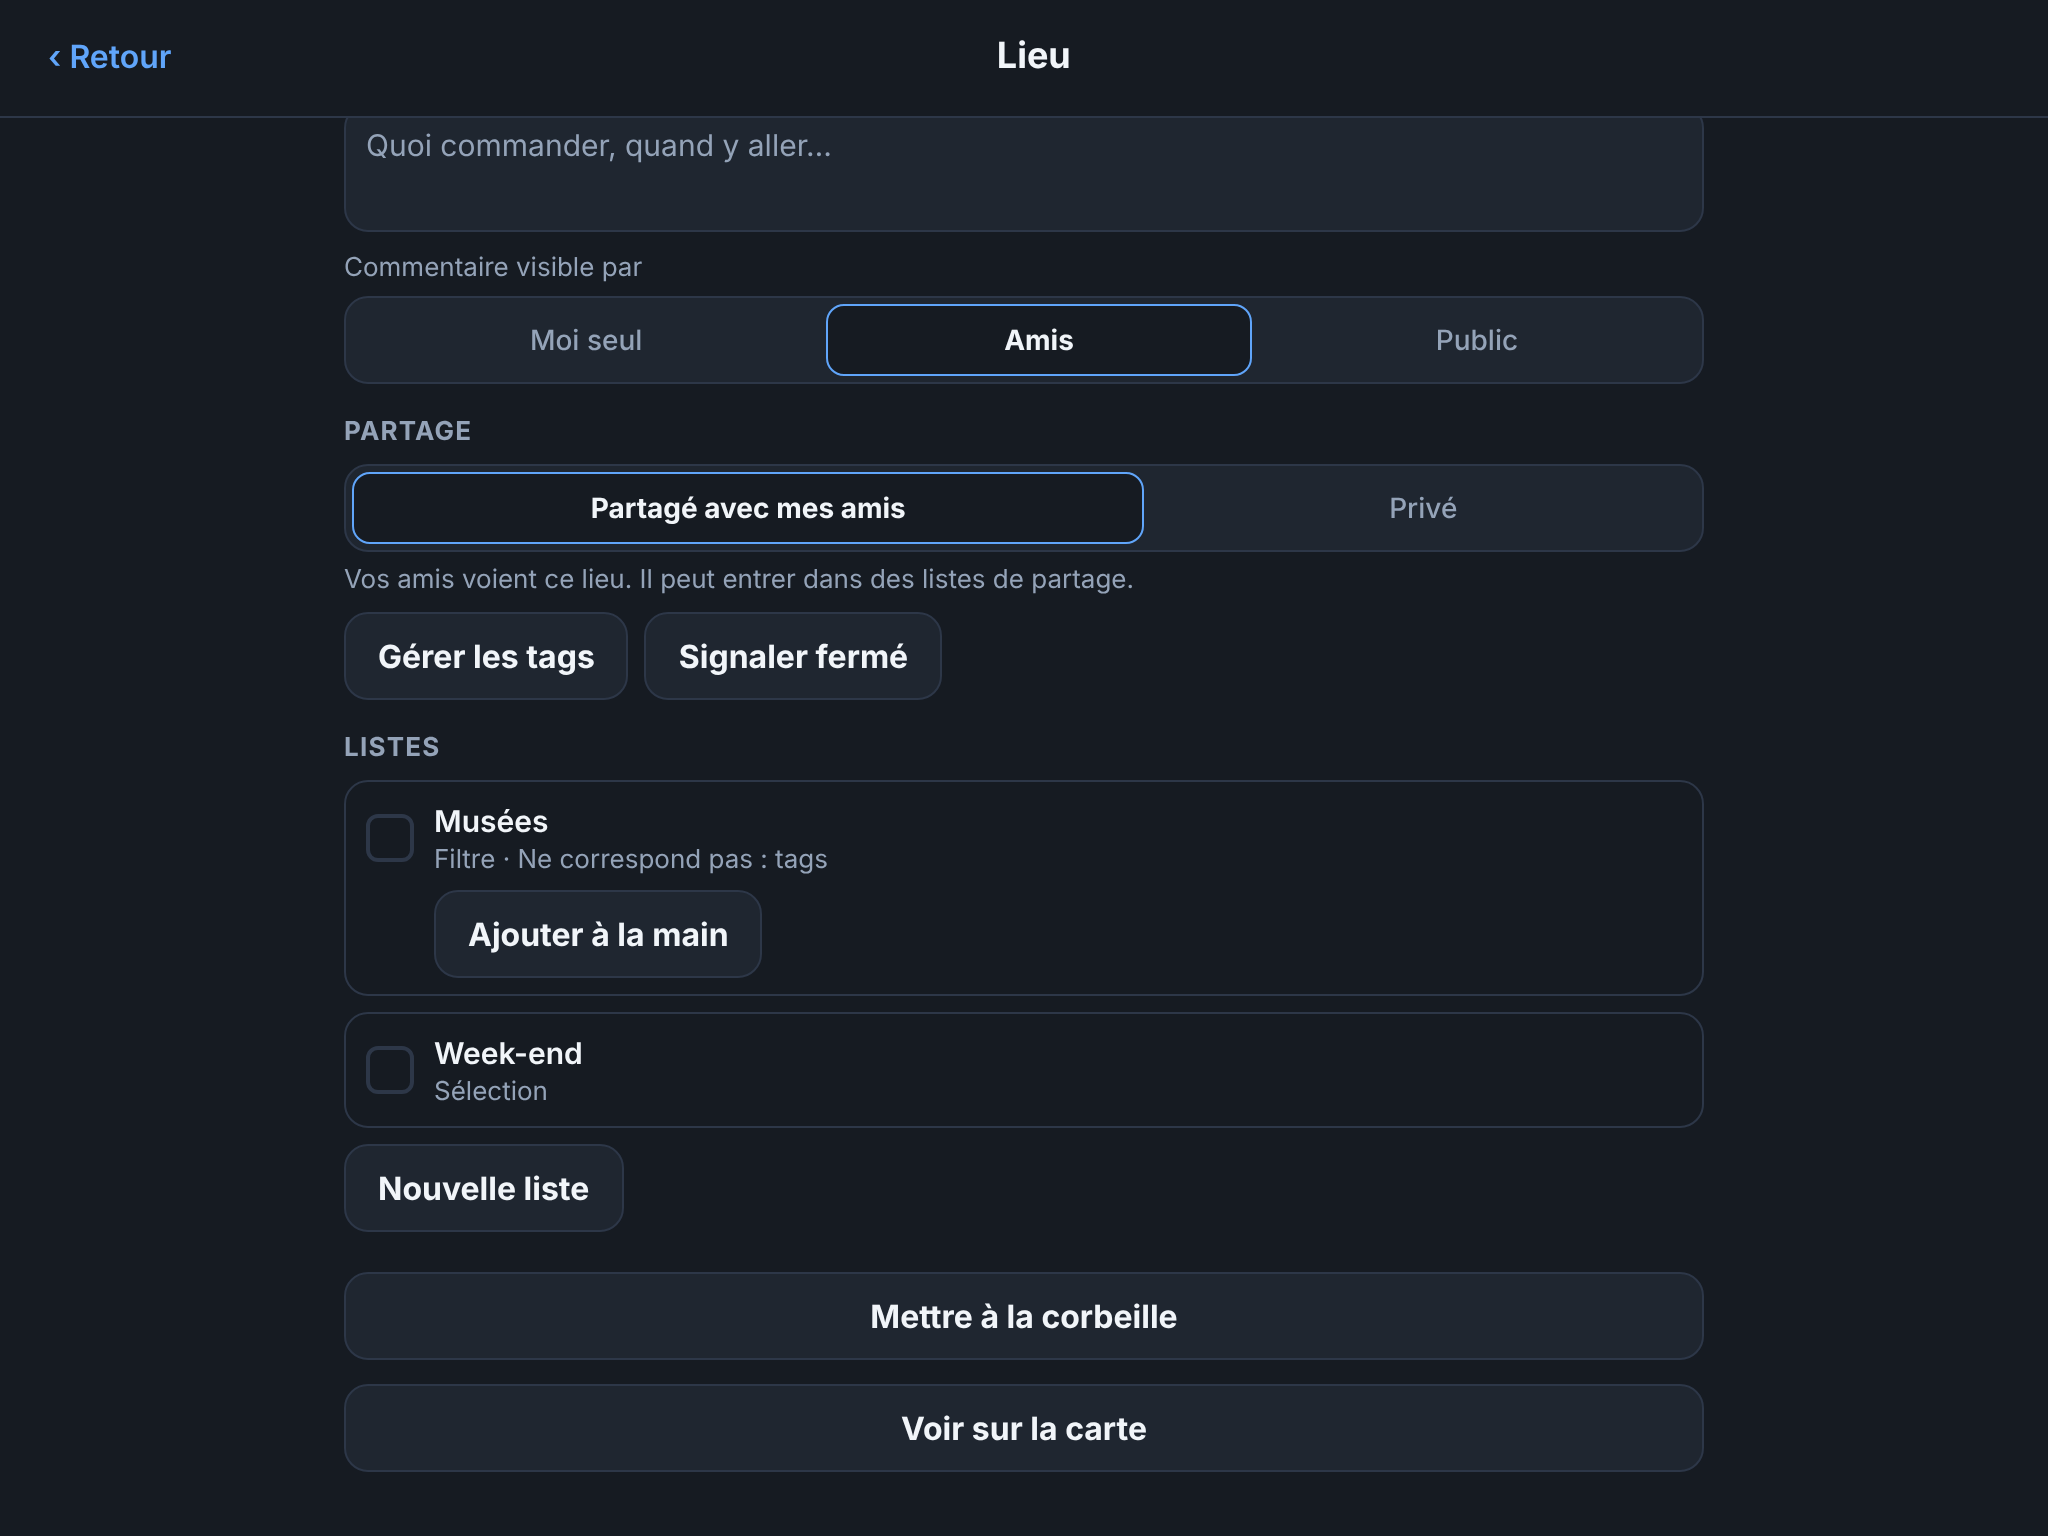 ‹ Retour
Lieu
Quoi commander, quand y aller...
Commentaire visible par
Moi seul
Amis
Public
PARTAGE
Partagé avec mes amis
Privé
Vos amis voient ce lieu. Il peut entrer dans des listes de partage.
Gérer les tags
Signaler fermé
LISTES
Musées
Filtre · Ne correspond pas : tags
Ajouter à la main
Week-end
Sélection
Nouvelle liste
Mettre à la corbeille
Voir sur la carte